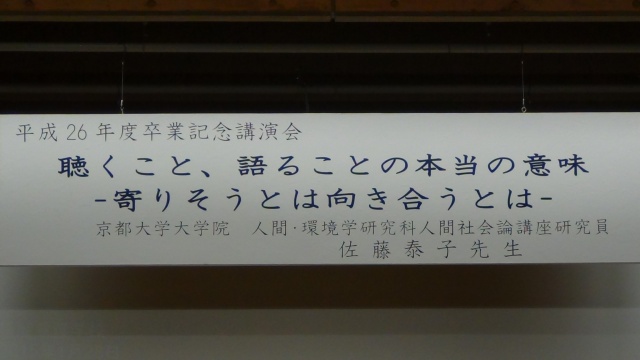 平成26年度卒業記念講演会
聴くこと、語ることの本当の意味
-寄りそうとは向き合うとは-
京都大学大学院　人間・環境学研究科人間社会論講座研究員
佐藤泰子先生